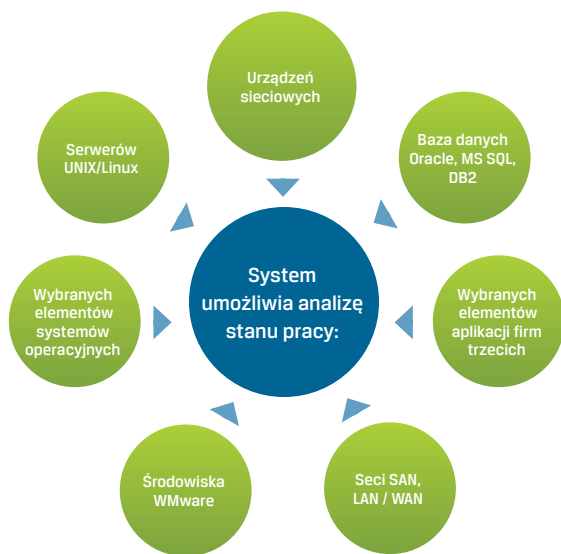 Urządzeń
sieciowych
Serwerów
UNIX/Linux
Baza danych
Oracle, MS SQL,
DB2
System
umożliwia analizę
stanu pracy:
Wybranych
elementów
systemów
operacyjnych
Wybranych
elementów
aplikacji firm
trzecich
Środowiska
WMware
Seci SAN,
LAN / WAN